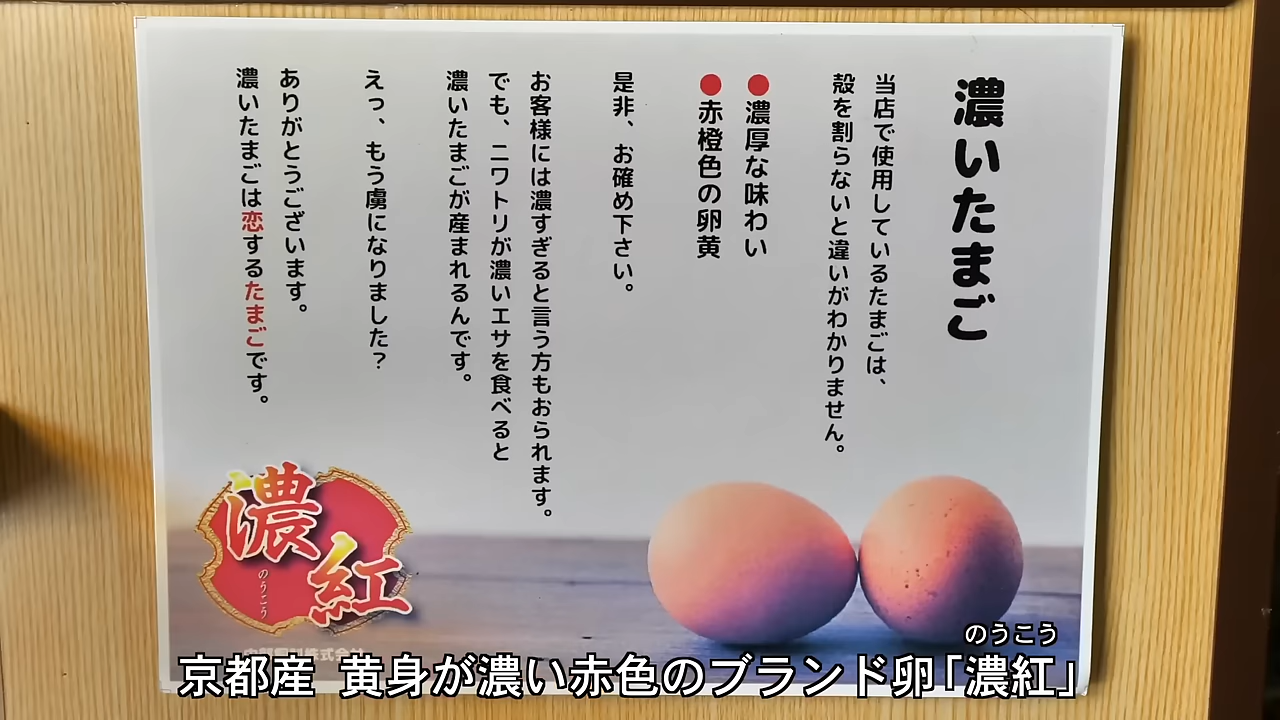 濃いたまご
当店で使用しているたまごは、
殻を割らないと違いがわかりません。
●濃厚な味わい
●赤橙色の卵黄
是非、お確め下さい。
お客様には濃すぎると言う方もおられます。
でも、ニワトリが濃いエサを食べると
濃いたまごが産まれるんです。
えっ、もう虜になりました?
ありがとうございます。
濃いたまごは恋するたまごです。
濃紅
のうこう
株式会社
のうこう
京都産 黄身が濃い赤色のブランド卵「濃紅」